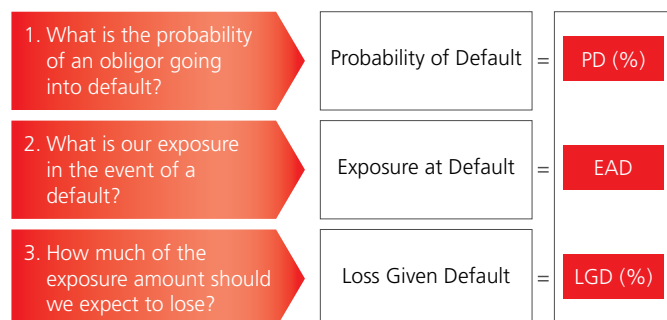 1. What is the probability
of an obligor going
into default?
Probability of Default
=
PD (%)
2. What is our exposure
in the event of a
default?
Exposure at Default
=
EAD
3. How much of the
exposure amount should
we expect to lose?
Loss Given Default
=
LGD (%)